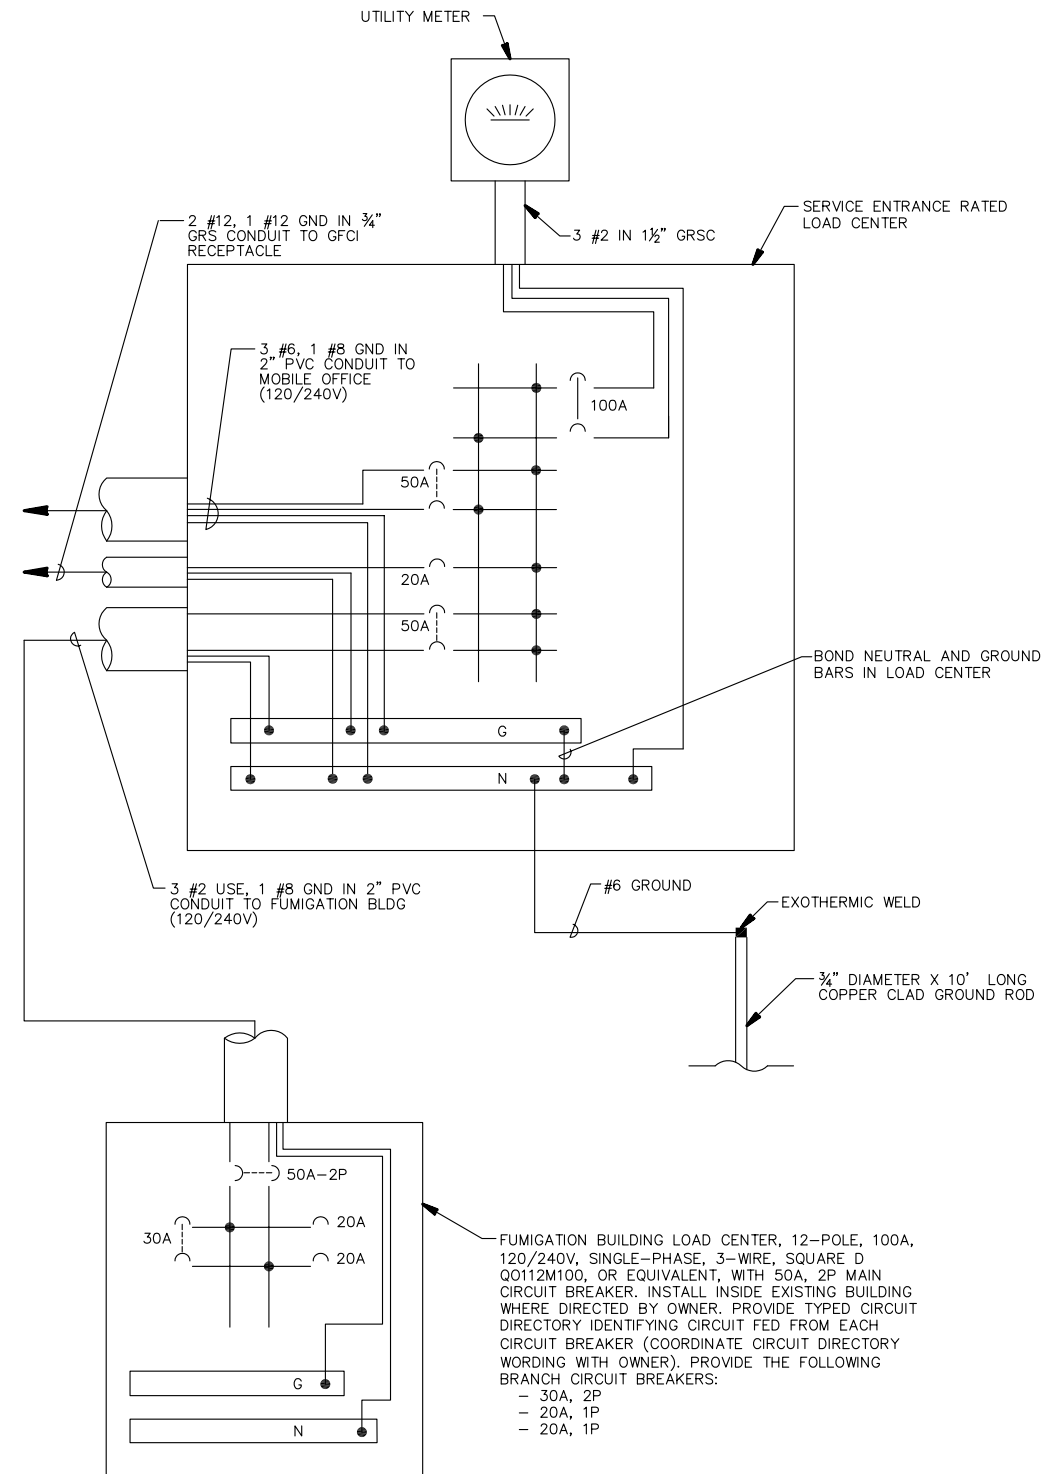 UTILITY METER
2 #12, 1 #12 GND IN ¾"
GRS CONDUIT TO GFCI
RECEPTACLE
3 #2 IN 1½" GRSC
SERVICE ENTRANCE RATED
LOAD CENTER
3 #6, 1 #8 GND IN
2" PVC CONDUIT TO
MOBILE OFFICE
(120/240V)
100A
50A
20A
50A
BOND NEUTRAL AND GROUND
BARS IN LOAD CENTER
G
N
3 #2 USE, 1 #8 GND IN 2" PVC
CONDUIT TO FUMIGATION BLDG
(120/240V)
#6 GROUND
EXOTHERMIC WELD
¾" DIAMETER X 10' LONG
COPPER CLAD GROUND ROD
50A-2P
30A
20A
20A
G
N
FUMIGATION BUILDING LOAD CENTER, 12-POLE, 100A,
120/240V, SINGLE-PHASE, 3-WIRE, SQUARE D
QO112M100, OR EQUIVALENT, WITH 50A, 2P MAIN
CIRCUIT BREAKER. INSTALL INSIDE EXISTING BUILDING
WHERE DIRECTED BY OWNER. PROVIDE TYPED CIRCUIT
DIRECTORY IDENTIFYING CIRCUIT FED FROM EACH
CIRCUIT BREAKER (COORDINATE CIRCUIT DIRECTORY
WORDING WITH OWNER). PROVIDE THE FOLLOWING
BRANCH CIRCUIT BREAKERS:
- 30A, 2P
- 20A, 1P
- 20A, 1P